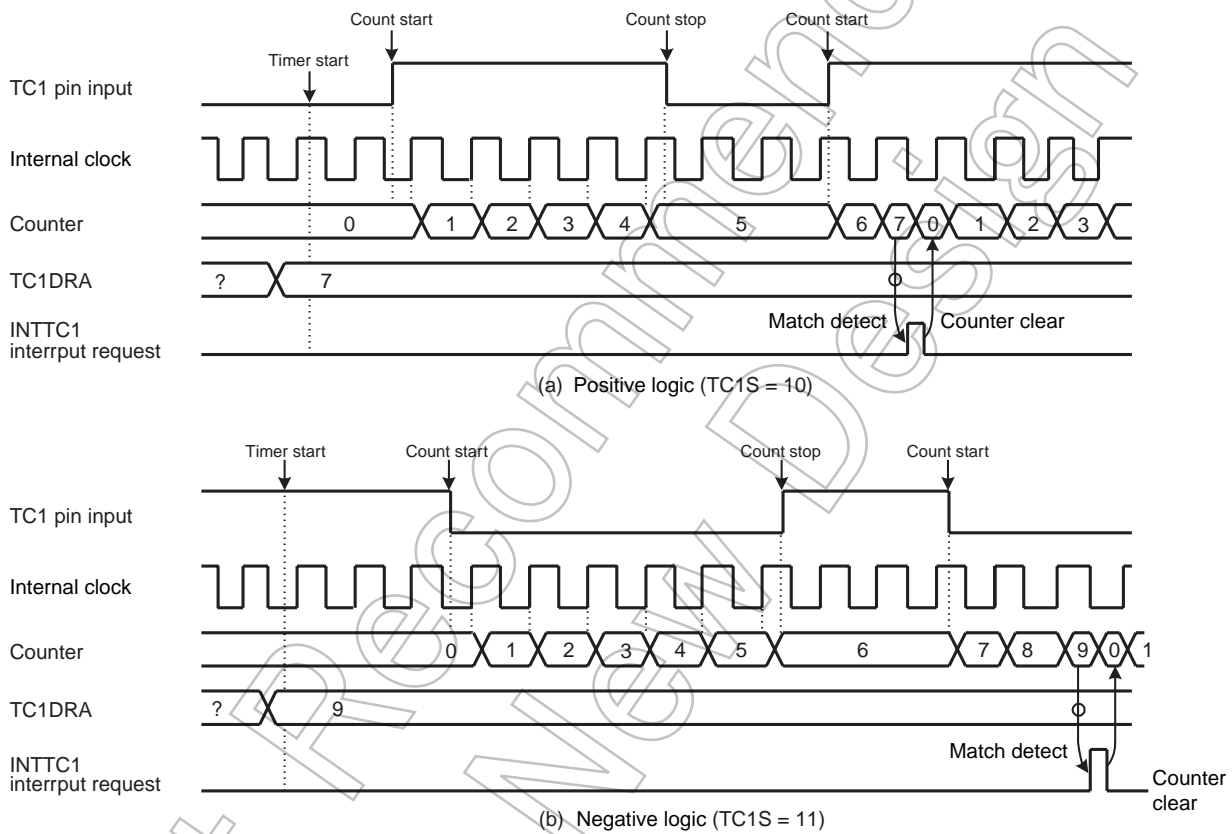 Count start Count stop Count start
Timer start
TC1 pin input
Internal clock
Counter 0 1 2 3 4 5 6 7 0 1 2 3
TC1DRA ? 7
INTTC1
interrput request
Match detect Counter clear
(a) Positive logic (TC1S = 10)
Timer start Count start Count stop Count start
TC1 pin input
Internal clock
Counter 0 1 2 3 4 5 6 7 8 9 0 1
TC1DRA ? 9
INTTC1
interrput request
Match detect
Counter
clear
(b) Negative logic (TC1S = 11)
Recommen
New Design